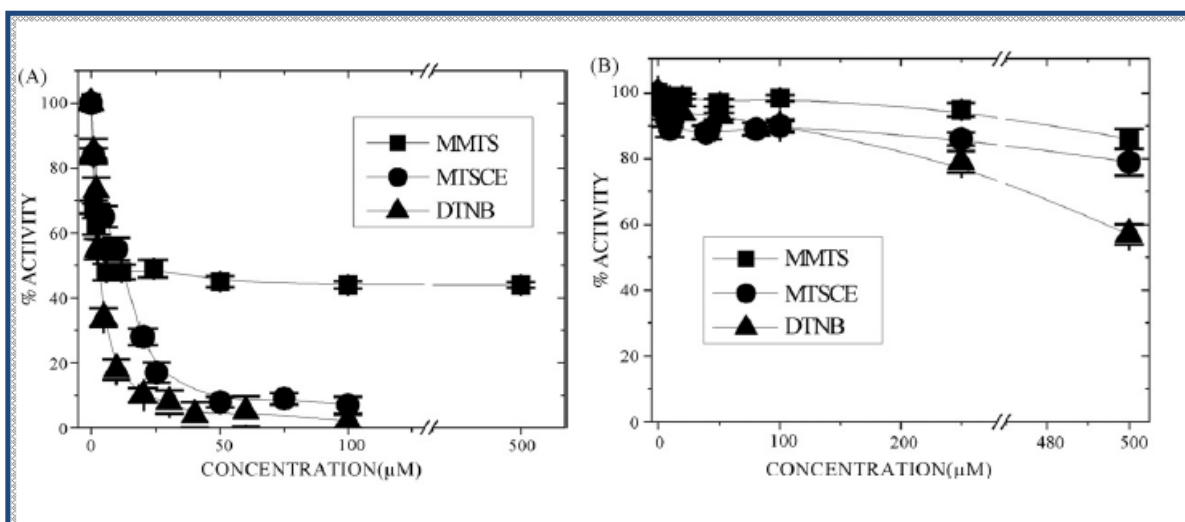 (A)
100
80
60
40
20
0
% ACTIVITY
MMTS
MTSCE
DTNB
0 50 100 500
CONCENTRATION(µM)
(B)
100
80
60
40
20
0
% ACTIVITY
MMTS
MTSCE
DTNB
0 100 200 480 500
CONCENTRATION(µM)